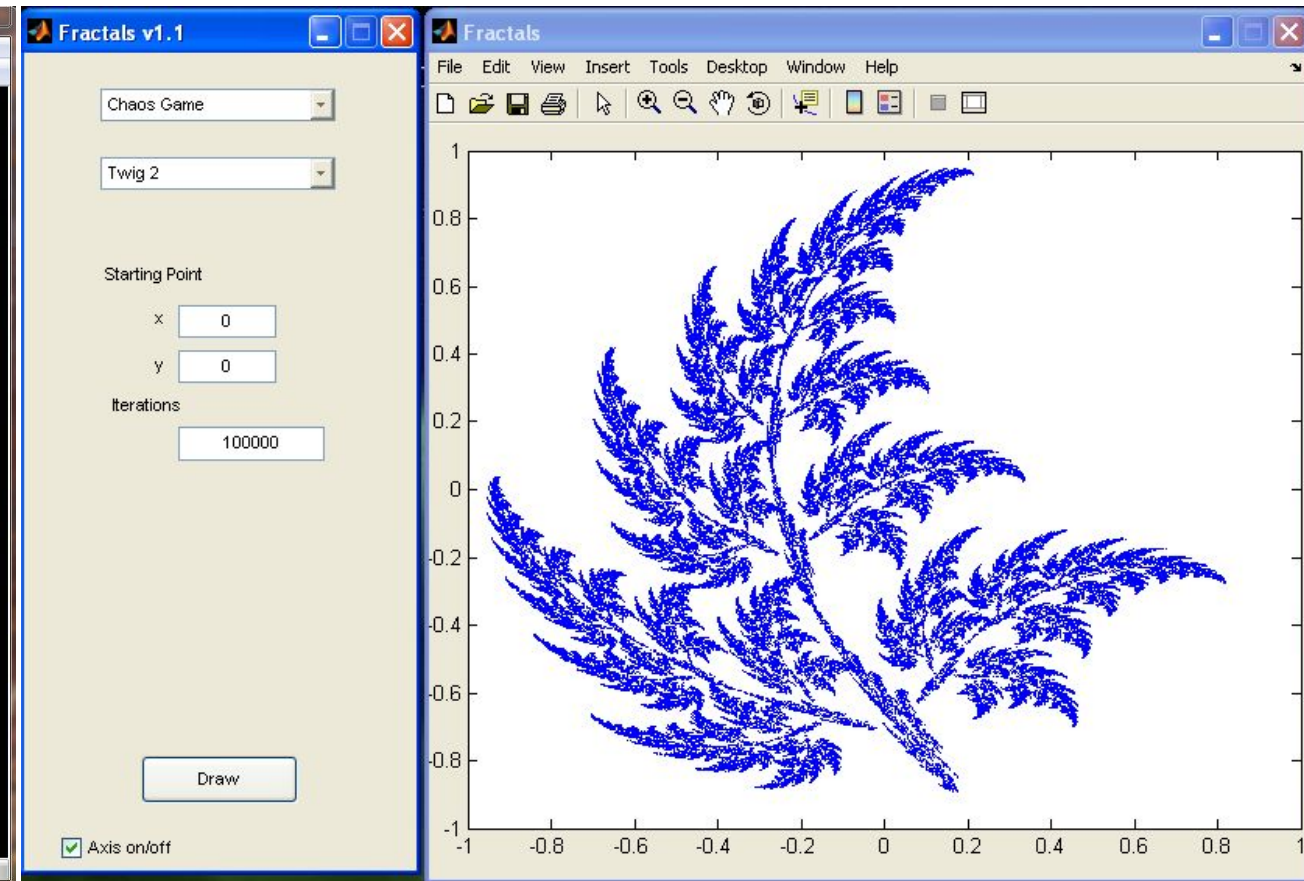 Fractals v1.1
Chaos Game
Twig 2
Starting Point
x 0
y 0
Iterations
100000
Draw
Axis on/off
Fractals
File Edit View Insert Tools Desktop Window Help
1
0.8
0.6
0.4
0.2
0
-0.2
-0.4
-0.6
-0.8
-1
-1 -0.8 -0.6 -0.4 -0.2 0 0.2 0.4 0.6 0.8 1